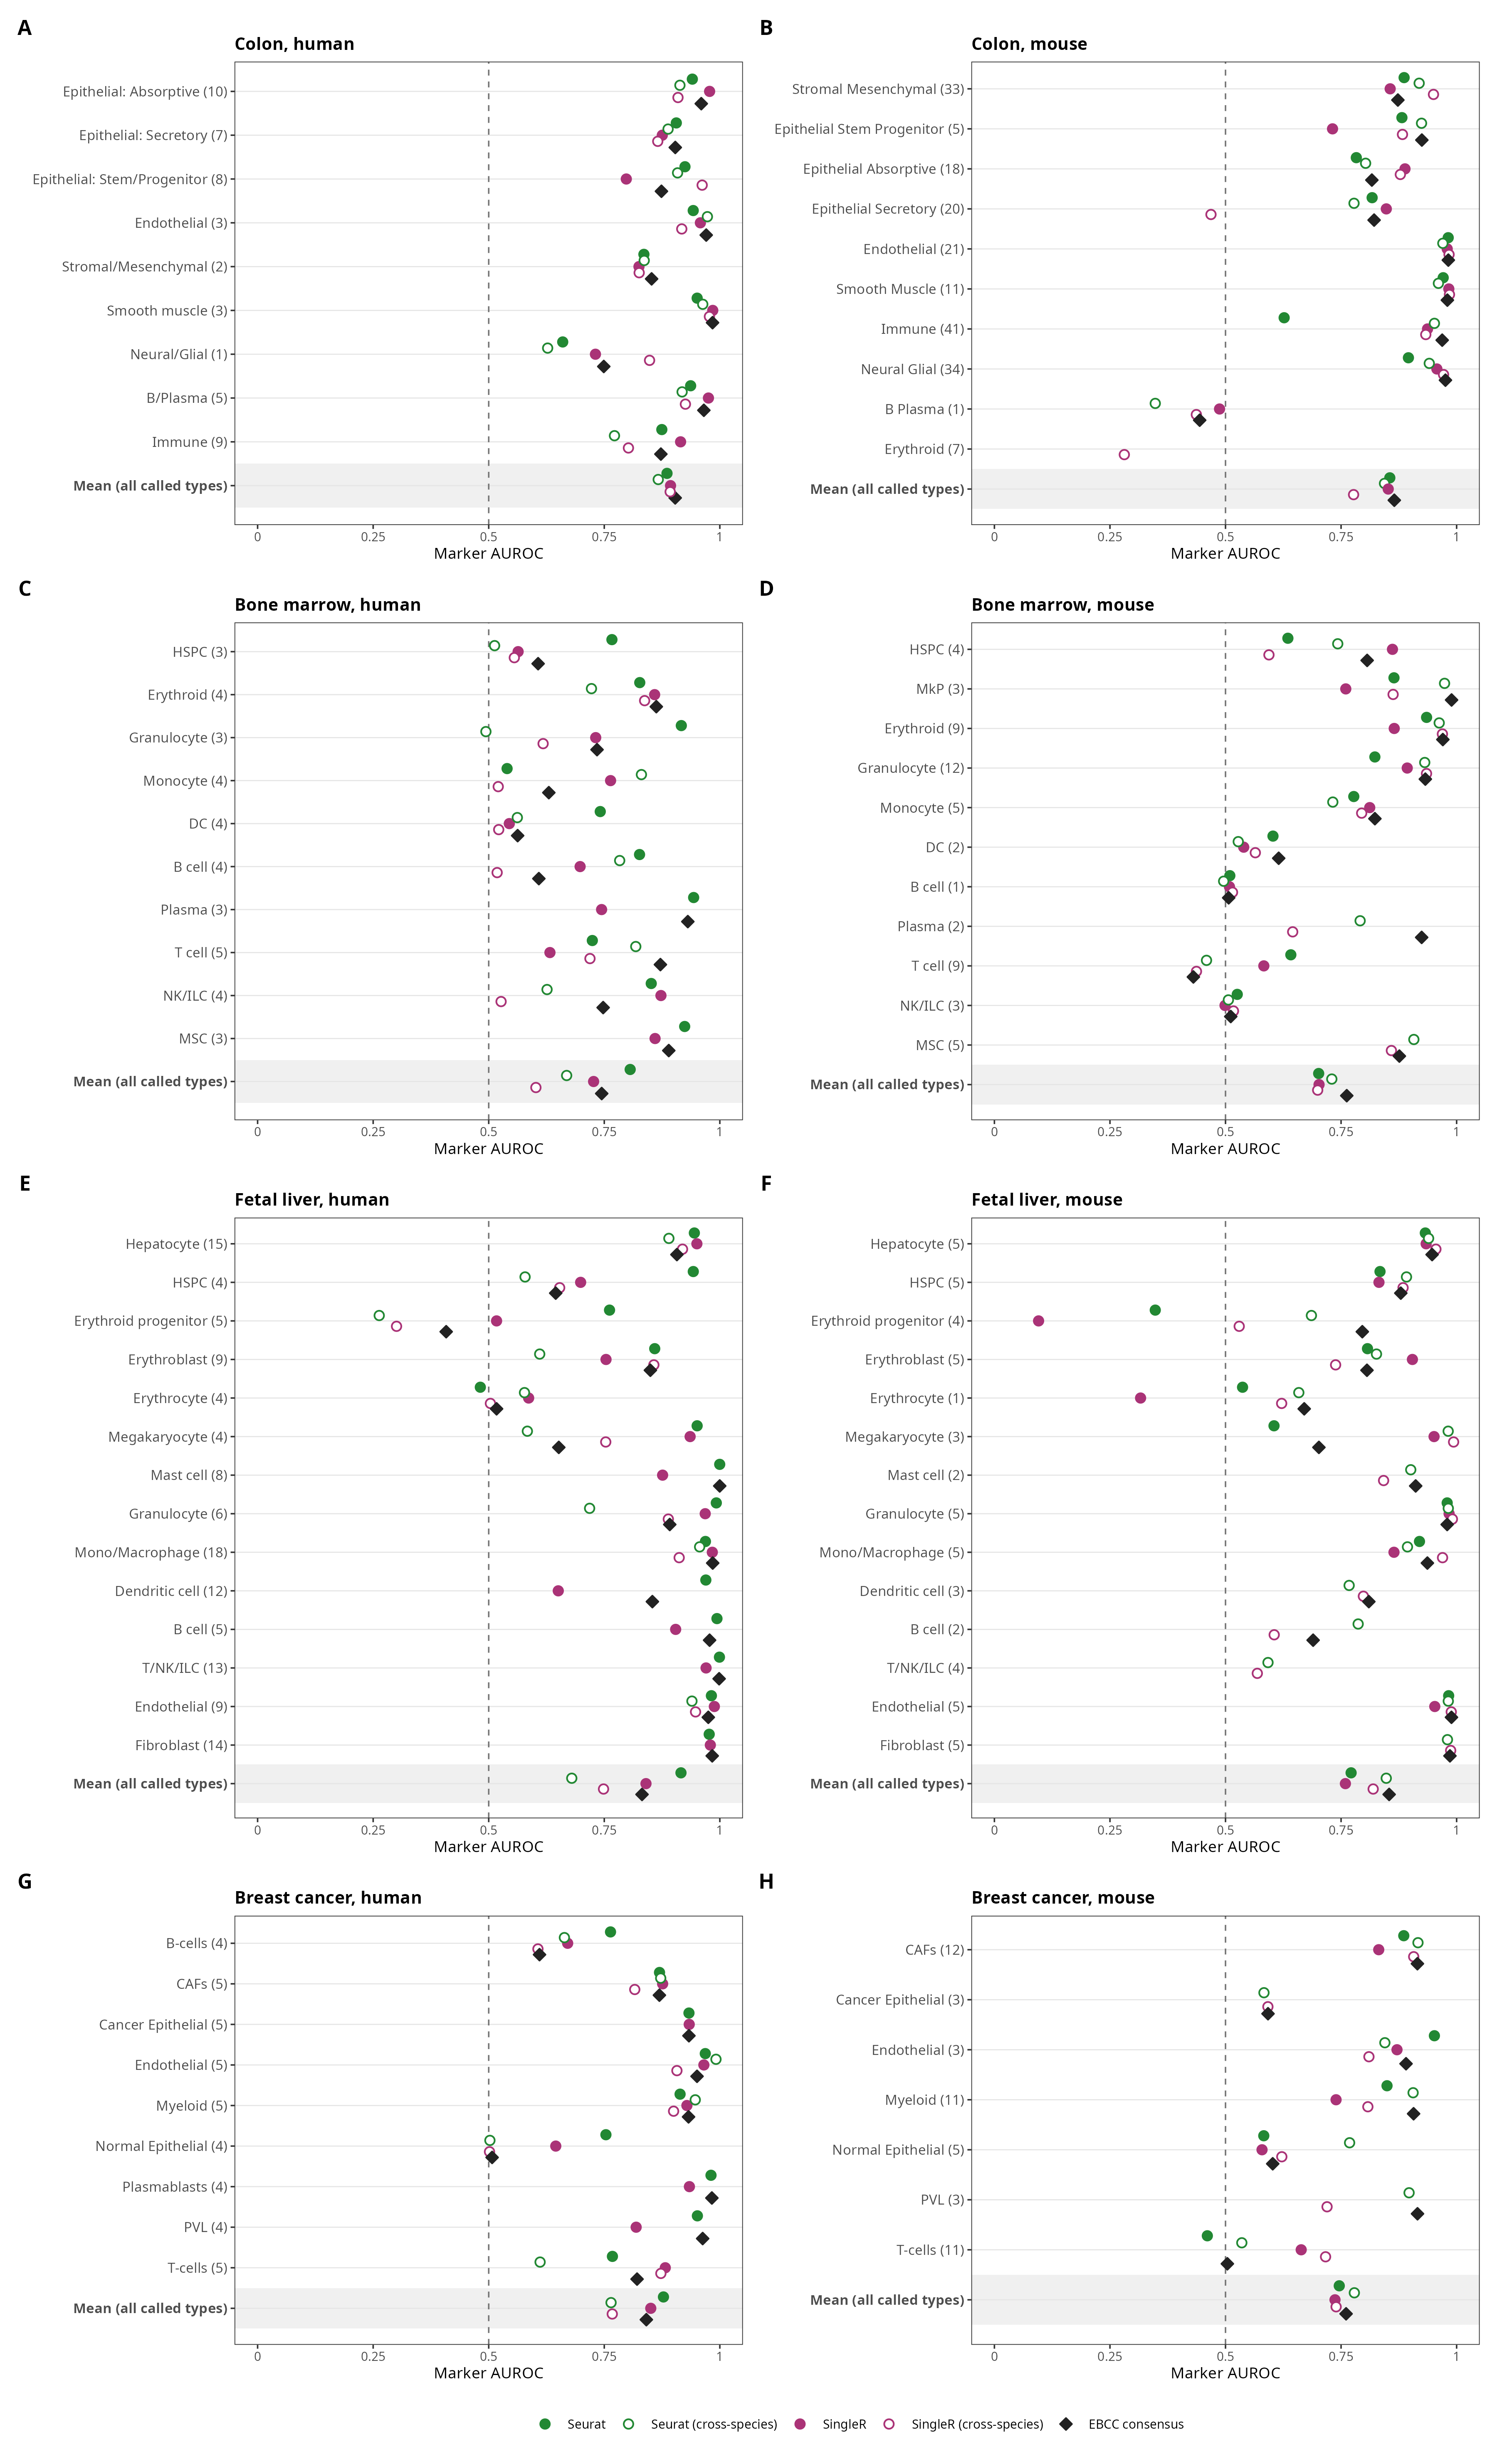 A
Colon, human
Epithelial: Absorptive (10)
Epithelial: Secretory (7)
Epithelial: Stem/Progenitor (8)
Endothelial (3)
Stromal/Mesenchymal (2)
Smooth muscle (3)
Neural/Glial (1)
B/Plasma (5)
Immune (9)
Mean (all called types)
0 0.25 0.5 0.75 1
Marker AUROC
B
Colon, mouse
Stromal Mesenchymal (33)
Epithelial Stem Progenitor (5)
Epithelial Absorptive (18)
Epithelial Secretory (20)
Endothelial (21)
Smooth Muscle (11)
Immune (41)
Neural Glial (34)
B Plasma (1)
Erythroid (7)
Mean (all called types)
0 0.25 0.5 0.75 1
Marker AUROC
C
Bone marrow, human
HSPC (3)
Erythroid (4)
Granulocyte (3)
Monocyte (4)
DC (4)
B cell (4)
Plasma (3)
T cell (5)
NK/ILC (4)
MSC (3)
Mean (all called types)
0 0.25 0.5 0.75 1
Marker AUROC
D
Bone marrow, mouse
HSPC (4)
MkP (3)
Erythroid (9)
Granulocyte (12)
Monocyte (5)
DC (2)
B cell (1)
Plasma (2)
T cell (9)
NK/ILC (3)
MSC (5)
Mean (all called types)
0 0.25 0.5 0.75 1
Marker AUROC
E
Fetal liver, human
Hepatocyte (15)
HSPC (4)
Erythroid progenitor (5)
Erythroblast (9)
Erythrocyte (4)
Megakaryocyte (4)
Mast cell (8)
Granulocyte (6)
Mono/Macrophage (18)
Dendritic cell (12)
B cell (5)
T/NK/ILC (13)
Endothelial (9)
Fibroblast (14)
Mean (all called types)
0 0.25 0.5 0.75 1
Marker AUROC
F
Fetal liver, mouse
Hepatocyte (5)
HSPC (5)
Erythroid progenitor (4)
Erythroblast (5)
Erythrocyte (1)
Megakaryocyte (3)
Mast cell (2)
Granulocyte (5)
Mono/Macrophage (5)
Dendritic cell (3)
B cell (2)
T/NK/ILC (4)
Endothelial (5)
Fibroblast (5)
Mean (all called types)
0 0.25 0.5 0.75 1
Marker AUROC
G
Breast cancer, human
B-cells (4)
CAFs (5)
Cancer Epithelial (5)
Endothelial (5)
Myeloid (5)
Normal Epithelial (4)
Plasmablasts (4)
PVL (4)
T-cells (5)
Mean (all called types)
0 0.25 0.5 0.75 1
Marker AUROC
H
Breast cancer, mouse
CAFs (12)
Cancer Epithelial (3)
Endothelial (3)
Myeloid (11)
Normal Epithelial (5)
PVL (3)
T-cells (11)
Mean (all called types)
0 0.25 0.5 0.75 1
Marker AUROC
Seurat Seurat (cross-species) SingleR SingleR (cross-species) EBCC consensus